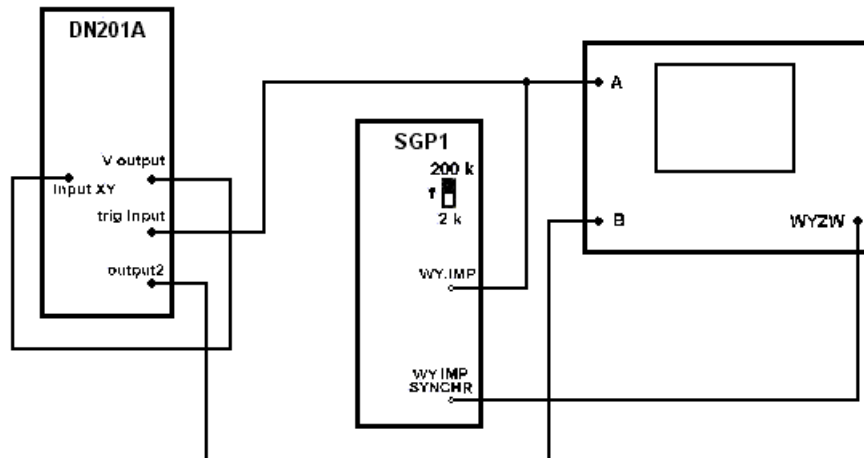 DN201A
V output
Input XY
trig Input
output2
SGP1
200 k
f
2 k
WY.IMP
WY IMP
SYNCHR
A
B
WYZW